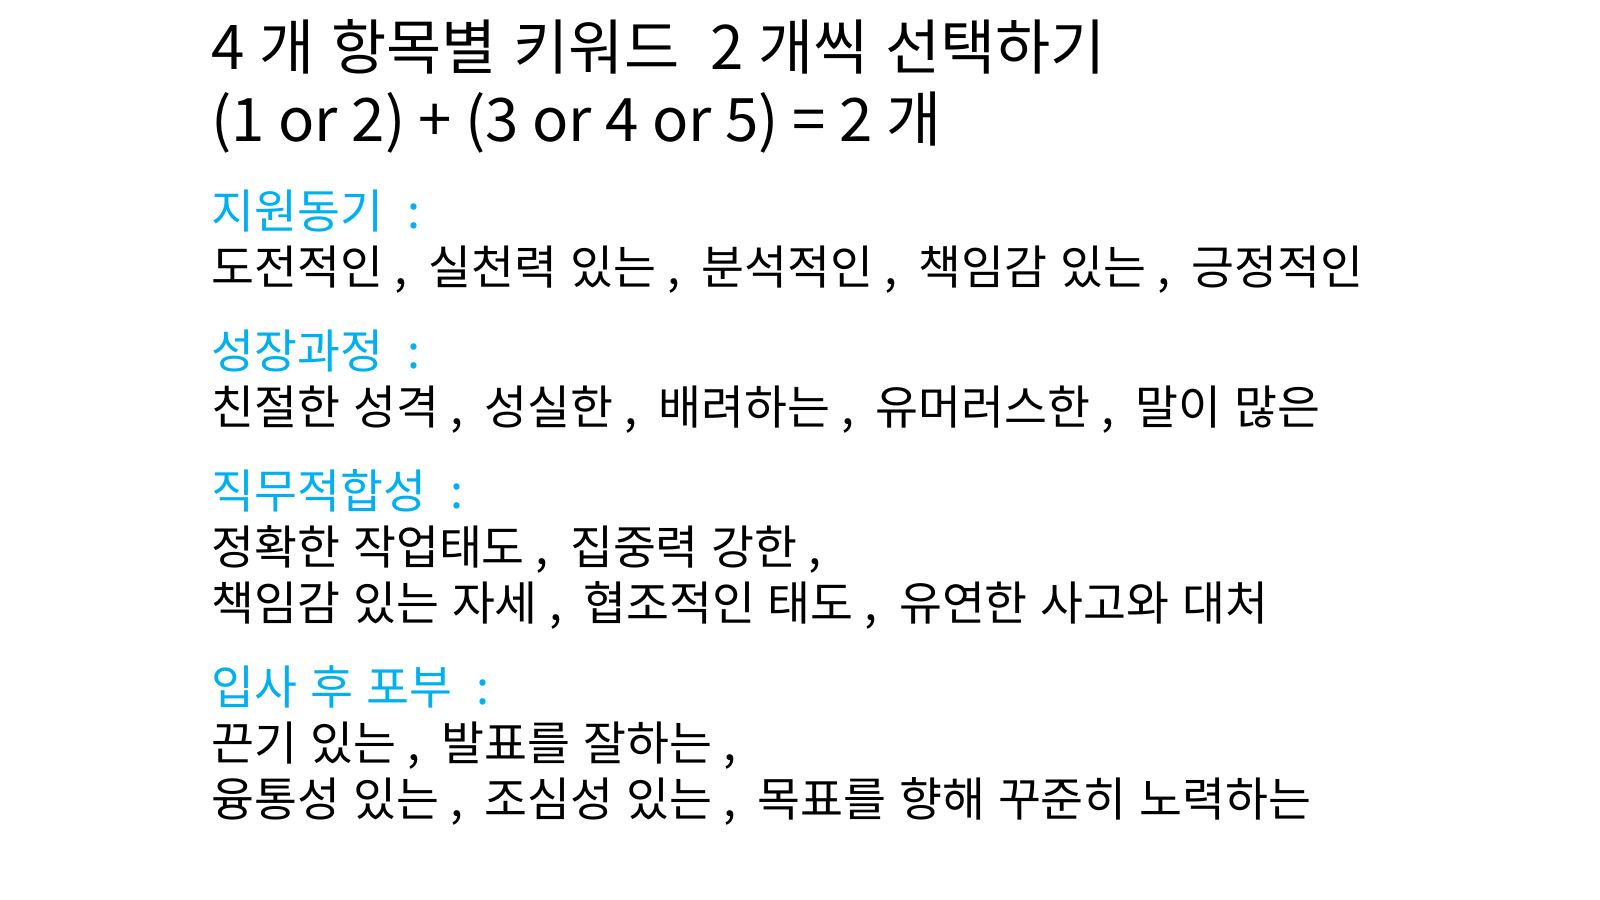 4 개 항목별 키워드 2 개씩 선택하기
(1 or 2) + (3 or 4 or 5) = 2 개
지원동기 :
도전적인 , 실천력 있는 , 분석적인 , 책임감 있는 , 긍정적인
성장과정 :
친절한 성격 , 성실한 , 배려하는 , 유머러스한 , 말이 많은
직무적합성 :
정확한 작업태도 , 집중력 강한 ,
책임감 있는 자세 , 협조적인 태도 , 유연한 사고와 대처
입사 후 포부 :
끈기 있는 , 발표를 잘하는 ,
융통성 있는 , 조심성 있는 , 목표를 향해 꾸준히 노력하는